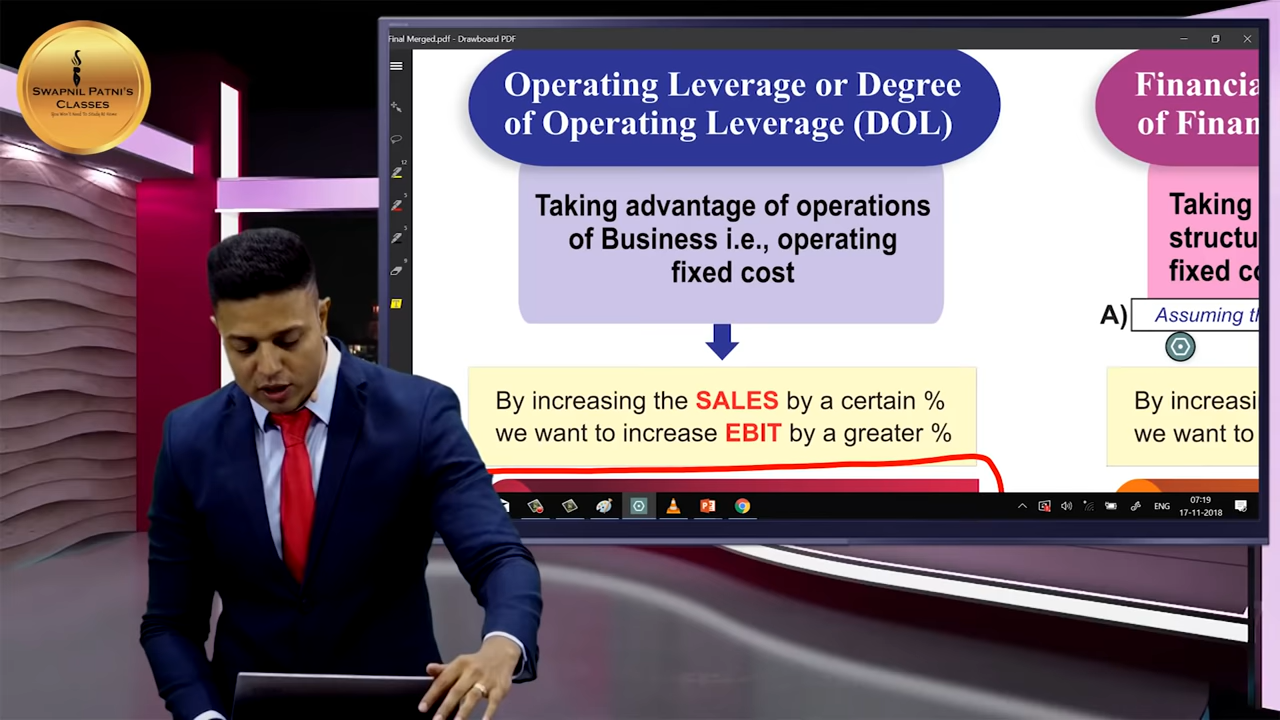 SWAPNIL PATNI'S
CLASSES
Final Merged.pdf - Drawboard PDF
Operating Leverage or Degree
of Operating Leverage (DOL)
Taking advantage of operations
of Business i.e., operating
fixed cost
By increasing the SALES by a certain %
we want to increase EBIT by a greater %
Financia
of Finan
Taking
structu
fixed co
A) Assuming th
By increasi
we want to
ENG
07:19
17-11-2018